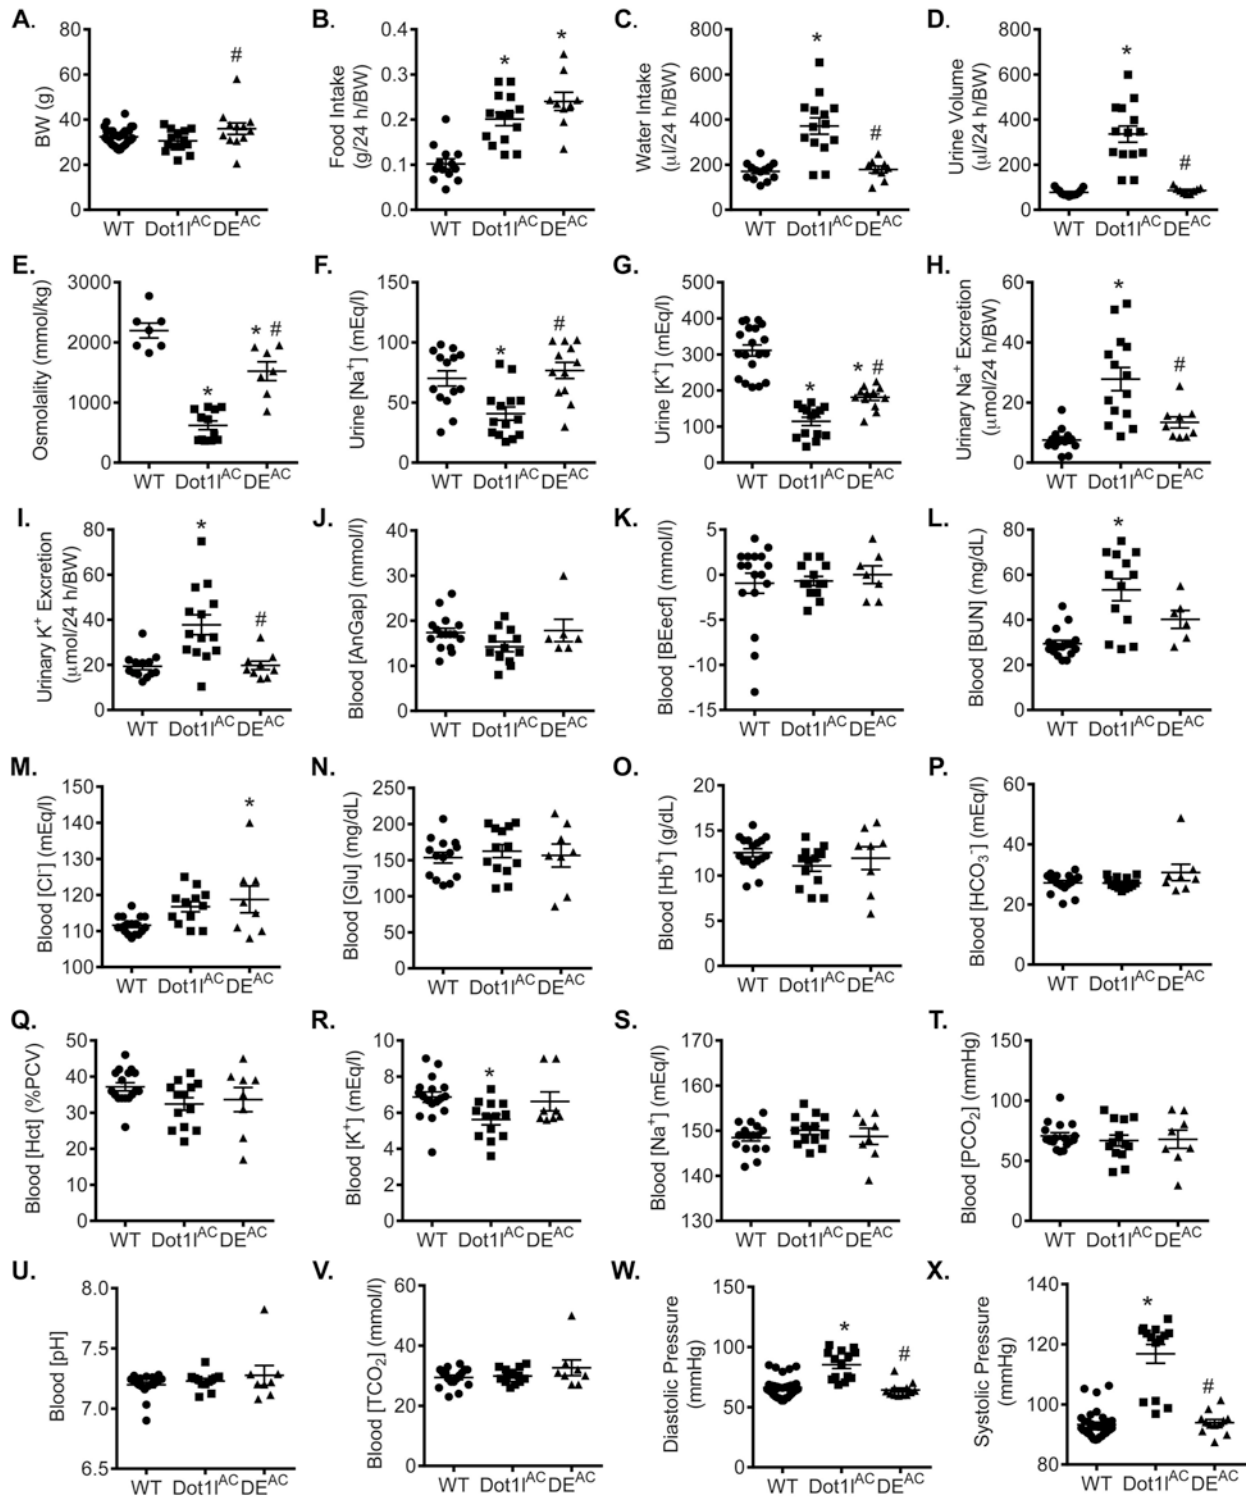 A.
BW (g)
80
60
40
20
0
#
WT Dot1l^AC DE^AC
B.
Food Intake
(g/24 h/BW)
0.4
0.3
0.2
0.1
0.0
* *
WT Dot1l^AC DE^AC
C.
Water Intake
(µl/24 h/BW)
800
600
400
200
0
* #
WT Dot1l^AC DE^AC
D.
Urine Volume
(µl/24 h/BW)
800
600
400
200
0
* #
WT Dot1l^AC DE^AC
E.
Osmolality (mmol/kg)
3000
2000
1000
0
* * #
WT Dot1l^AC DE^AC
F.
Urine [Na⁺] (mEq/l)
150
100
50
0
* #
WT Dot1l^AC DE^AC
G.
Urine [K⁺] (mEq/l)
500
400
300
200
100
0
* * #
WT Dot1l^AC DE^AC
H.
Urinary Na⁺ Excretion
(µmol/24 h/BW)
60
40
20
0
* #
WT Dot1l^AC DE^AC
I.
Urinary K⁺ Excretion
(µmol/24 h/BW)
80
60
40
20
0
* #
WT Dot1l^AC DE^AC
J.
Blood [AnGap] (mmol/l)
40
30
20
10
0
WT Dot1l^AC DE^AC
K.
Blood [BEecf] (mmol/l)
5
0
-5
-10
-15
WT Dot1l^AC DE^AC
L.
Blood [BUN] (mg/dL)
80
60
40
20
0
*
WT Dot1l^AC DE^AC
M.
Blood [Cl⁻] (mEq/l)
150
140
130
120
110
100
*
WT Dot1l^AC DE^AC
N.
Blood [Glu] (mg/dL)
250
200
150
100
50
0
WT Dot1l^AC DE^AC
O.
Blood [Hb⁺] (g/dL)
20
15
10
5
0
WT Dot1l^AC DE^AC
P.
Blood [HCO₃⁻] (mEq/l)
60
40
20
0
WT Dot1l^AC DE^AC
Q.
Blood [Hct] (%PCV)
50
40
30
20
10
0
WT Dot1l^AC DE^AC
R.
Blood [K⁺] (mEq/l)
10
8
6
4
2
0
*
WT Dot1l^AC DE^AC
S.
Blood [Na⁺] (mEq/l)
170
160
150
140
130
WT Dot1l^AC DE^AC
T.
Blood [PCO₂] (mmHg)
150
100
50
0
WT Dot1l^AC DE^AC
U.
Blood [pH]
8.0
7.5
7.0
6.5
WT Dot1l^AC DE^AC
V.
Blood [TCO₂] (mmol/l)
60
40
20
0
WT Dot1l^AC DE^AC
W.
Diastolic Pressure
(mmHg)
150
100
50
0
* #
WT Dot1l^AC DE^AC
X.
Systolic Pressure
(mmHg)
140
120
100
80
* #
WT Dot1l^AC DE^AC